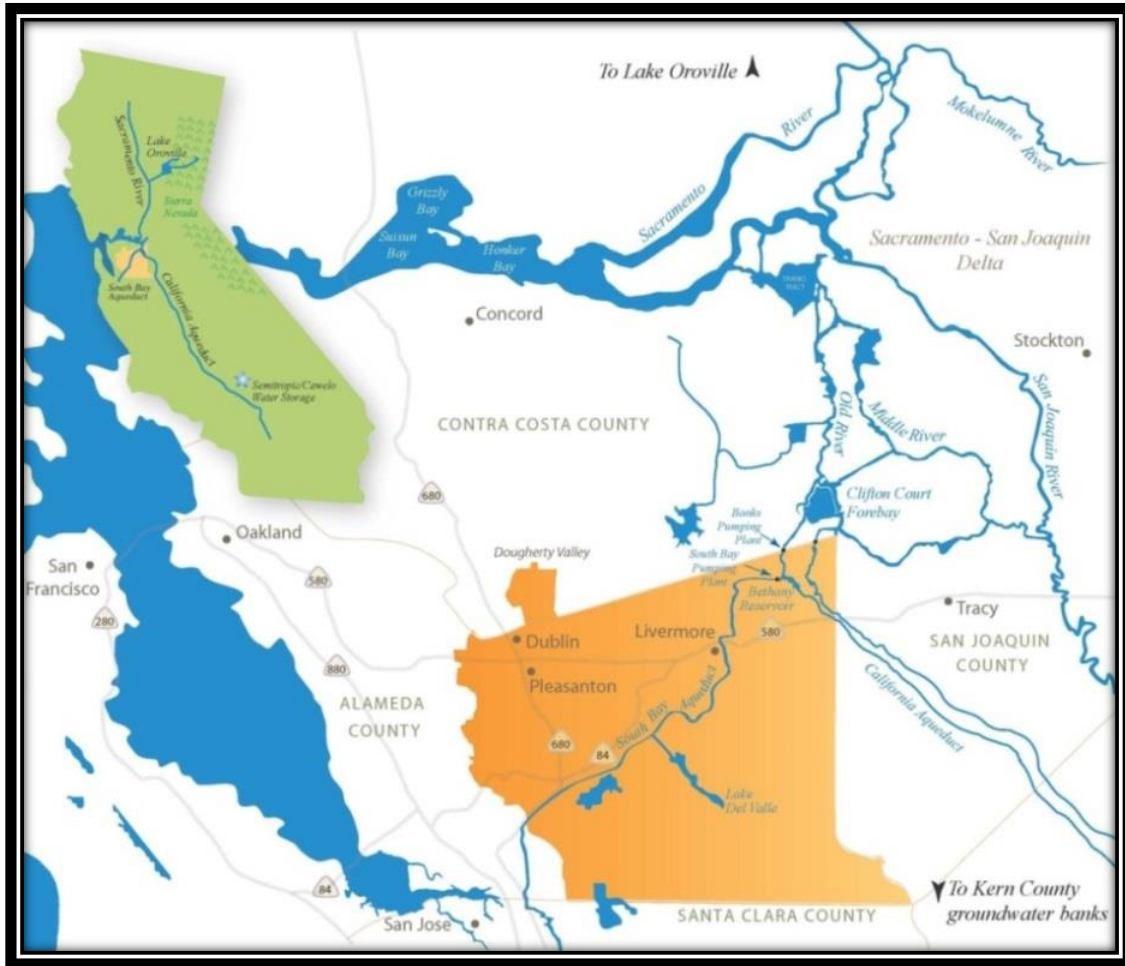 To Lake Oroville
Mokelumne River
Sacramento River
Lake
Oroville
Sierra
Nevada
Sacramento River
South Bay
Aqueduct
California Aqueduct
Semitropic/Cawelo
Water Storage
Grizzly
Bay
Suisun
Bay
Honker
Bay
Sacramento - San Joaquin
Delta
Concord
Stockton
CONTRA COSTA COUNTY
Old River
Middle River
San Joaquin River
680
Clifton Court
Forebay
Banks
Pumping
Plant
South Bay
Pumping
Plant
Bethany
Reservoir
Oakland
San
Francisco
580
280
Dougherty Valley
Dublin
Livermore
580
Tracy
SAN JOAQUIN
COUNTY
Pleasanton
880
ALAMEDA
COUNTY
South Bay Aqueduct
California Aqueduct
680
84
Lake
Del Valle
84
San Jose
SANTA CLARA COUNTY
To Kern County
groundwater banks